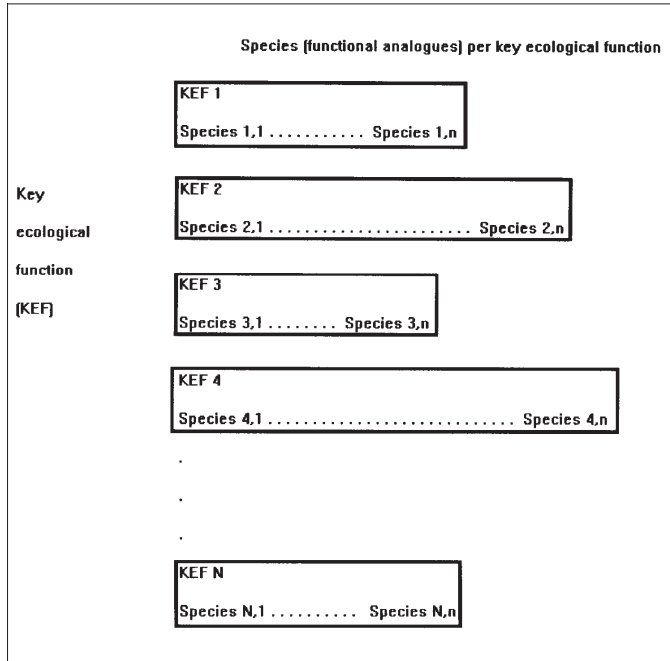 Species (functional analogues) per key ecological function
KEF 1
Species 1,1 . . . . . . . . . . . Species 1,n
Key
ecological
function
(KEF)
KEF 2
Species 2,1 . . . . . . . . . . . . . . . . . . . . . . . Species 2,n
KEF 3
Species 3,1 . . . . . . . . Species 3,n
KEF 4
Species 4,1 . . . . . . . . . . . . . . . . . . . . . . . . . . . . Species 4,n
.
.
.
KEF N
Species N,1 . . . . . . . . . . Species N,n